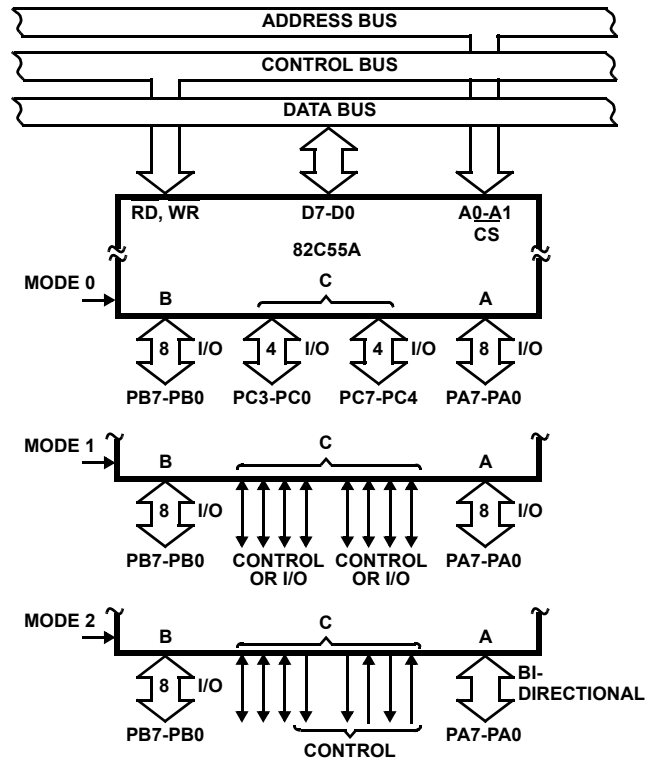 ADDRESS BUS
CONTROL BUS
DATA BUS
RD, WR D7-D0 A0-A1
CS
82C55A
MODE 0
B C A
8 I/O 4 I/O 4 I/O 8 I/O
PB7-PB0 PC3-PC0 PC7-PC4 PA7-PA0
MODE 1
B C A
8 I/O 8 I/O
PB7-PB0 CONTROL CONTROL PA7-PA0
OR I/O OR I/O
MODE 2
B C A
8 I/O BI-
DIRECTIONAL
PB7-PB0 PA7-PA0
CONTROL